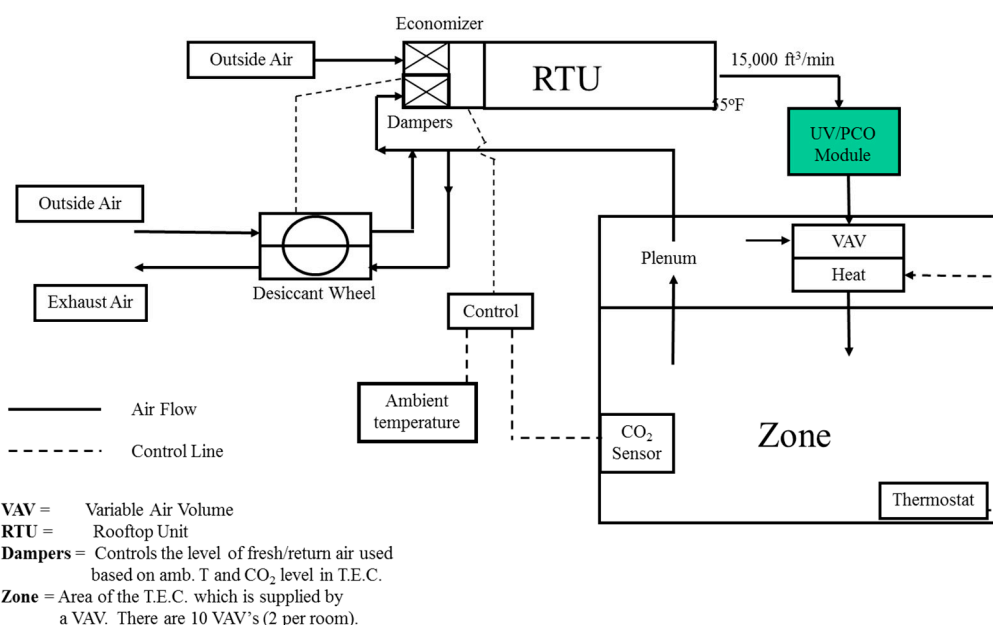 Economizer
Outside Air
RTU
15,000 ft³/min
55ºF
Dampers
UV/PCO
Module
Outside Air
VAV
Plenum
Heat
Desiccant Wheel
Exhaust Air
Control
Ambient
temperature
Air Flow
CO₂
Sensor
Zone
Control Line
Thermostat
VAV = Variable Air Volume
RTU = Rooftop Unit
Dampers = Controls the level of fresh/return air used
based on amb. T and CO₂ level in T.E.C.
Zone = Area of the T.E.C. which is supplied by
a VAV. There are 10 VAV's (2 per room).